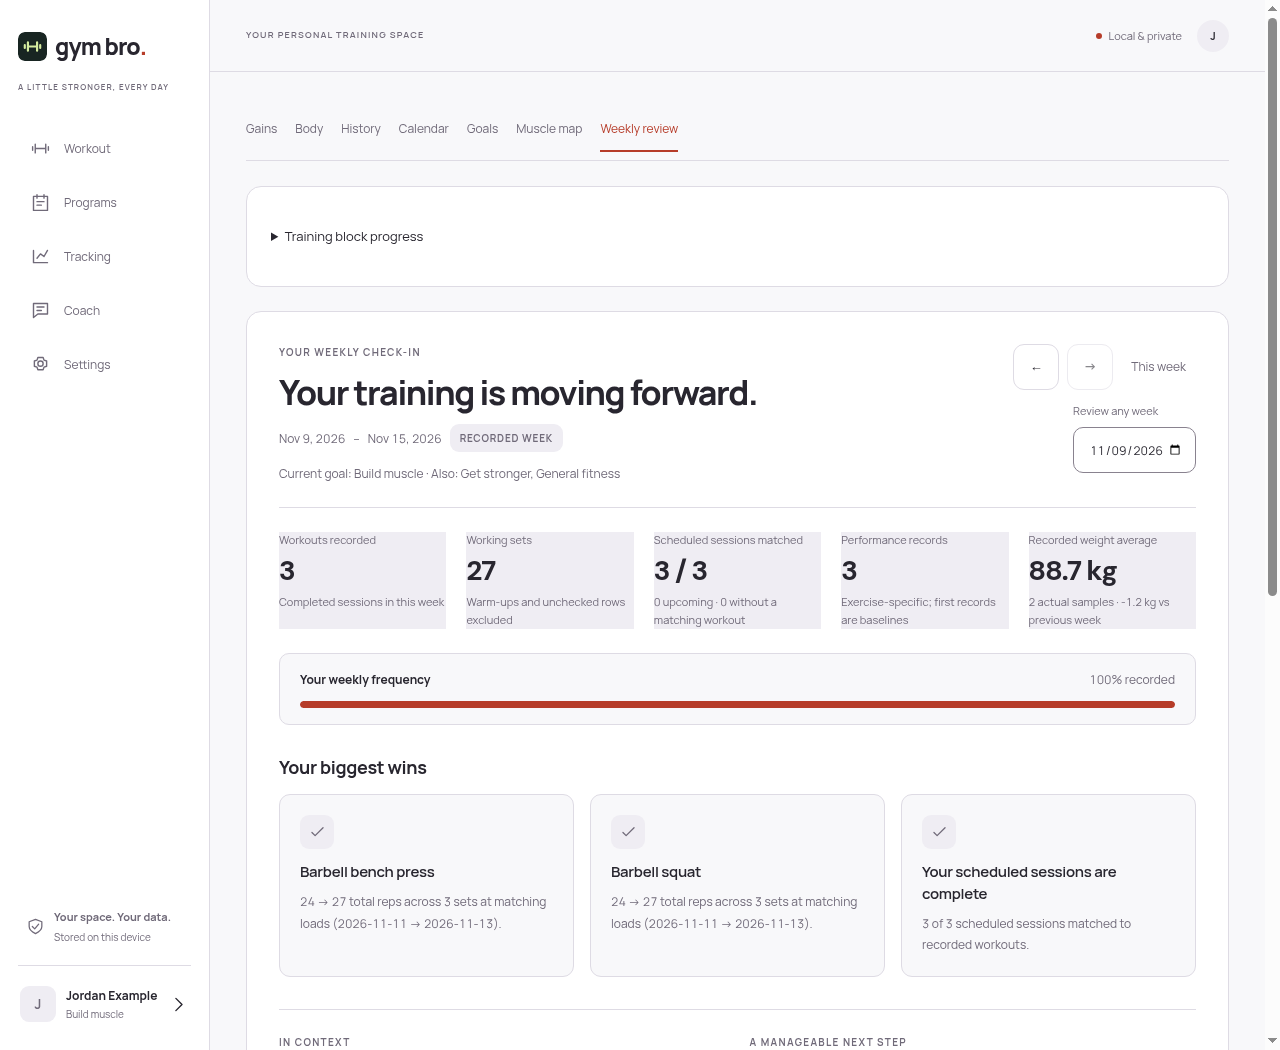 gym bro.
A LITTLE STRONGER, EVERY DAY
Workout
Programs
Tracking
Coach
Settings
Your space. Your data.
Stored on this device
J
Jordan Example
Build muscle
YOUR PERSONAL TRAINING SPACE
Local & private
J
Gains Body History Calendar Goals Muscle map Weekly review
Training block progress
YOUR WEEKLY CHECK-IN
Your training is moving forward.
Nov 9, 2026 – Nov 15, 2026 RECORDED WEEK
Current goal: Build muscle · Also: Get stronger, General fitness
← → This week
Review any week
11/09/2026
Workouts recorded
3
Completed sessions in this week
Working sets
27
Warm-ups and unchecked rows
excluded
Scheduled sessions matched
3 / 3
0 upcoming · 0 without a
matching workout
Performance records
3
Exercise-specific; first records
are baselines
Recorded weight average
88.7 kg
2 actual samples · -1.2 kg vs
previous week
Your weekly frequency
100% recorded
Your biggest wins
Barbell bench press
24 → 27 total reps across 3 sets at matching
loads (2026-11-11 → 2026-11-13).
Barbell squat
24 → 27 total reps across 3 sets at matching
loads (2026-11-11 → 2026-11-13).
Your scheduled sessions are
complete
3 of 3 scheduled sessions matched to
recorded workouts.
IN CONTEXT
A MANAGEABLE NEXT STEP